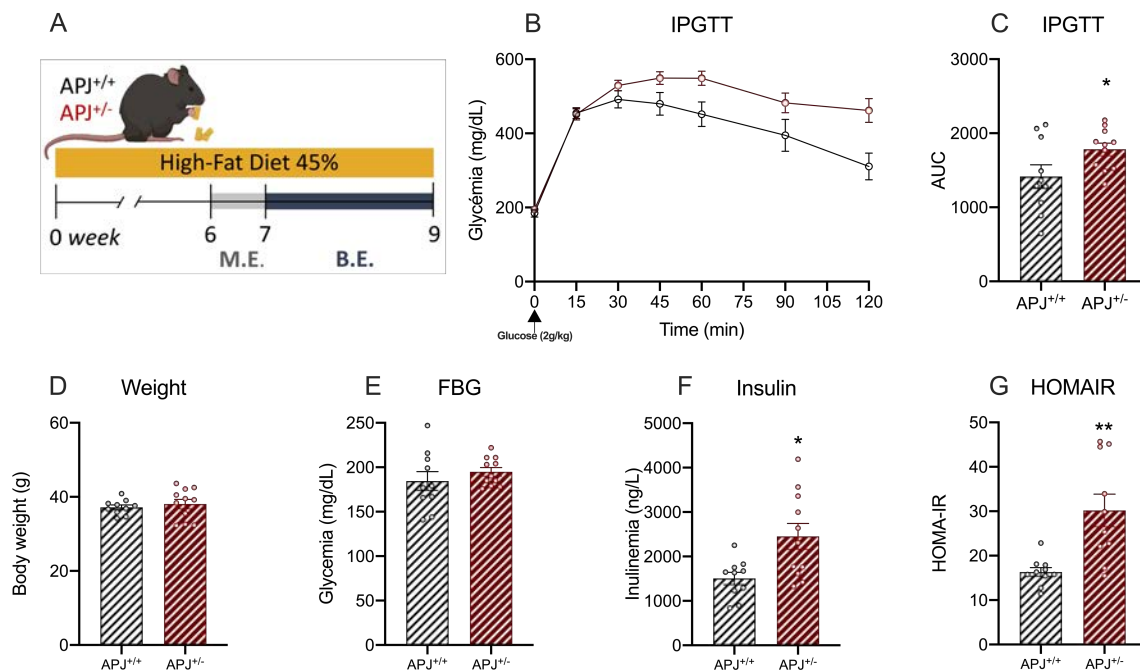 A
APJ+/+
APJ+/-
High-Fat Diet 45%
0 week
6
7
9
M.E.
B.E.
B
IPGTT
Glycémia (mg/dL)
600
400
200
0
0
15
30
45
60
75
90
105
120
Glucose (2g/kg)
Time (min)
C
IPGTT
AUC
3000
2000
1000
0
*
APJ+/+
APJ+/-
D
Weight
Body weight (g)
60
40
20
0
APJ+/+
APJ+/-
E
FBG
Glycemia (mg/dL)
250
200
150
100
50
0
APJ+/+
APJ+/-
F
Insulin
Inulinemia (ng/L)
5000
4000
3000
2000
1000
0
*
APJ+/+
APJ+/-
G
HOMAIR
HOMA-IR
50
40
30
20
10
0
**
APJ+/+
APJ+/-